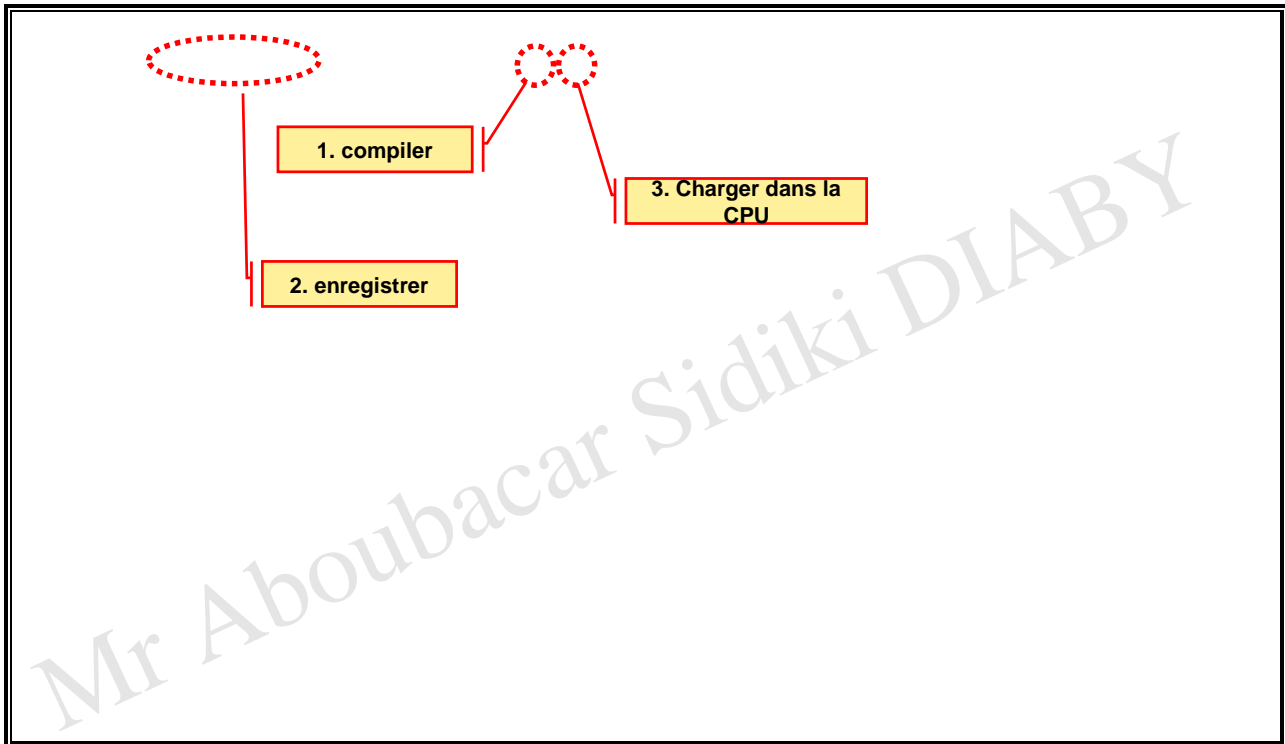 1. compiler
3. Charger dans la
CPU
2. enregistrer
Mr Aboubacar Sidiki DIABY